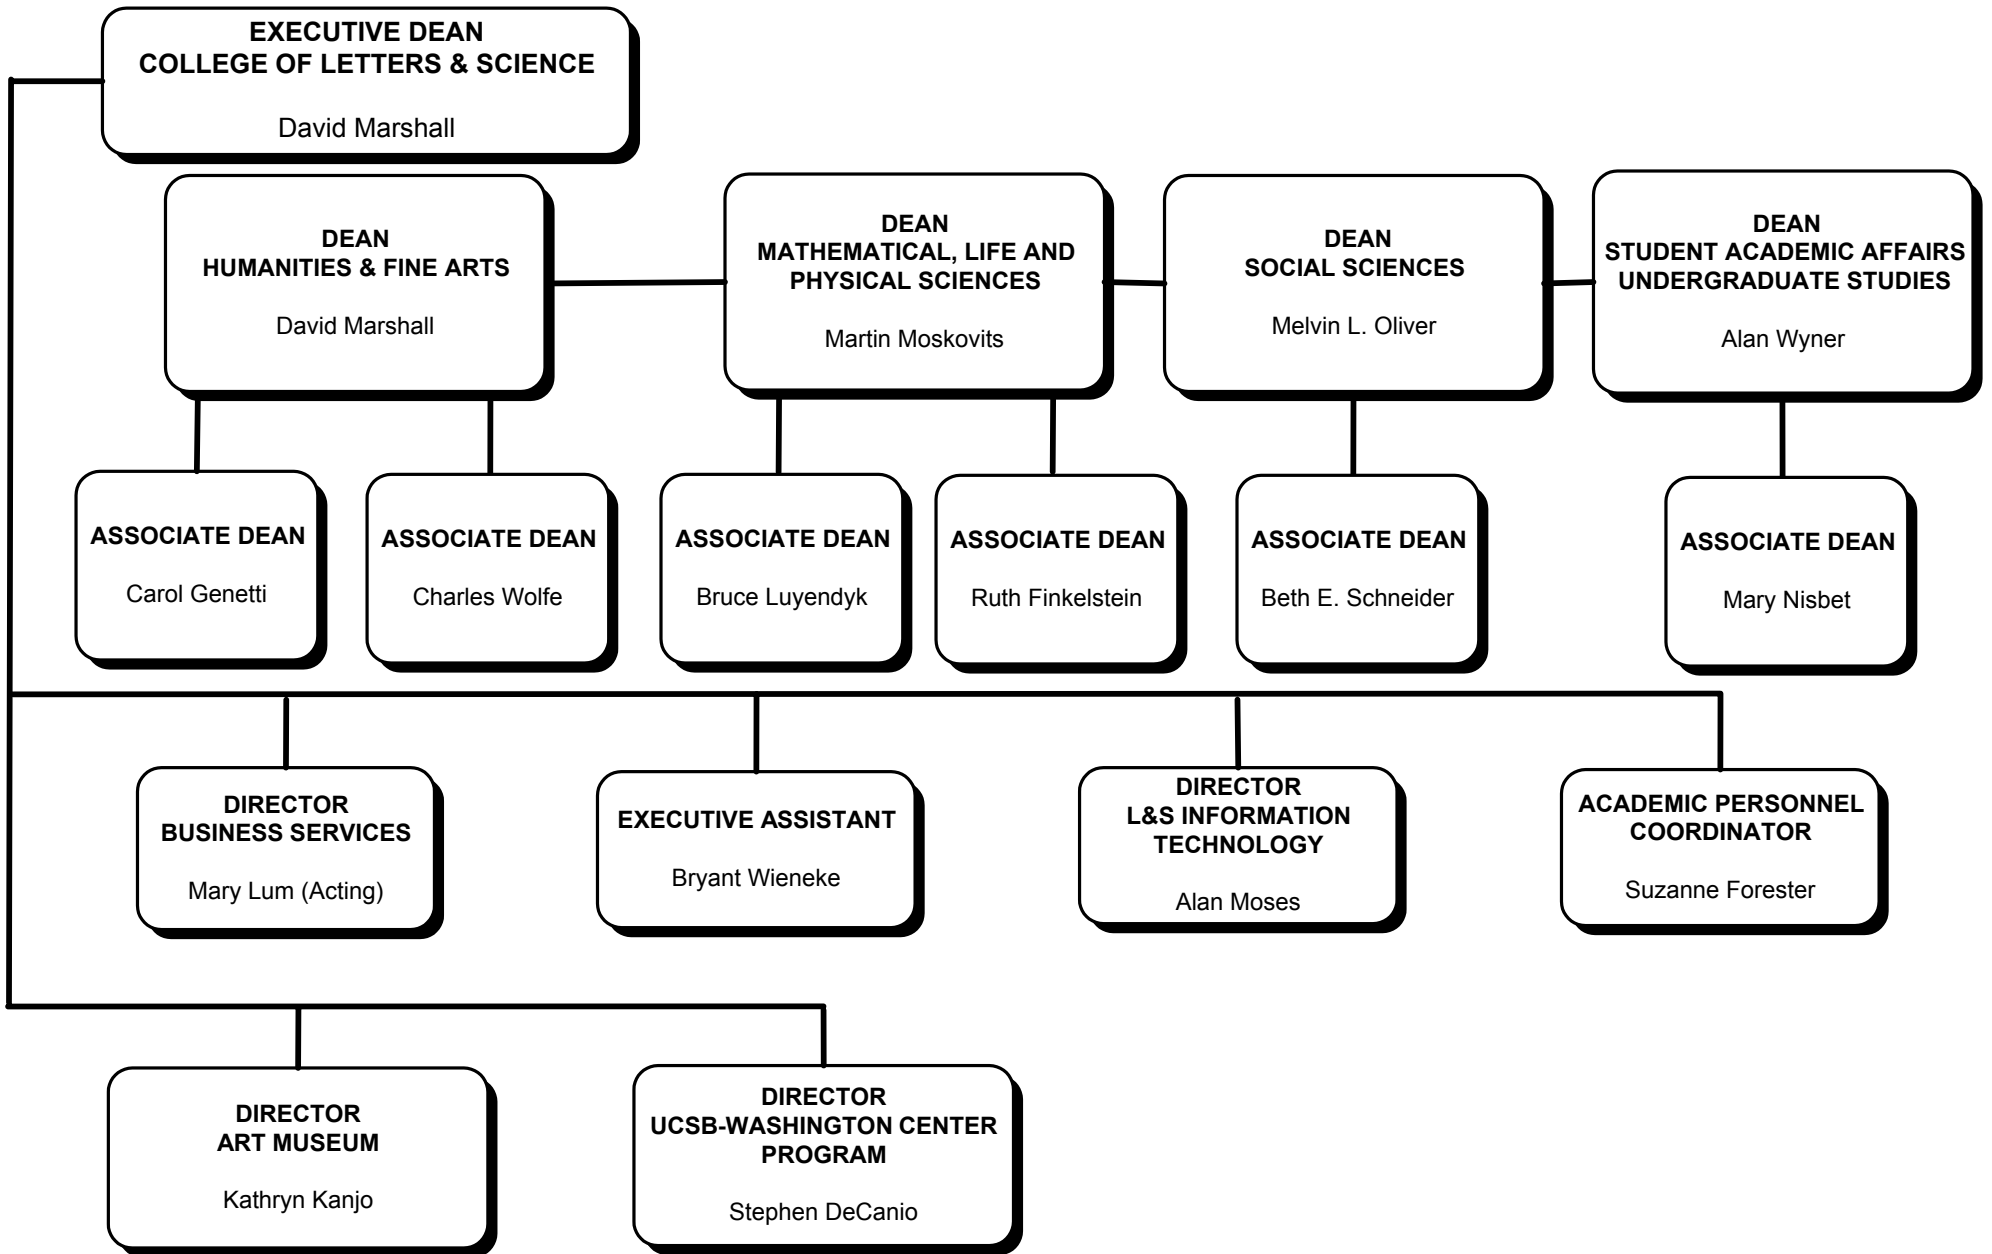 EXECUTIVE DEAN
COLLEGE OF LETTERS & SCIENCE
David Marshall
DEAN
HUMANITIES & FINE ARTS
David Marshall
DEAN
MATHEMATICAL, LIFE AND
PHYSICAL SCIENCES
Martin Moskovits
DEAN
SOCIAL SCIENCES
Melvin L. Oliver
DEAN
STUDENT ACADEMIC AFFAIRS
UNDERGRADUATE STUDIES
Alan Wyner
ASSOCIATE DEAN
Carol Genetti
ASSOCIATE DEAN
Charles Wolfe
ASSOCIATE DEAN
Bruce Luyendyk
ASSOCIATE DEAN
Ruth Finkelstein
ASSOCIATE DEAN
Beth E. Schneider
ASSOCIATE DEAN
Mary Nisbet
DIRECTOR
BUSINESS SERVICES
Mary Lum (Acting)
EXECUTIVE ASSISTANT
Bryant Wieneke
DIRECTOR
L&S INFORMATION
TECHNOLOGY
Alan Moses
ACADEMIC PERSONNEL
COORDINATOR
Suzanne Forester
DIRECTOR
ART MUSEUM
Kathryn Kanjo
DIRECTOR
UCSB-WASHINGTON CENTER
PROGRAM
Stephen DeCanio